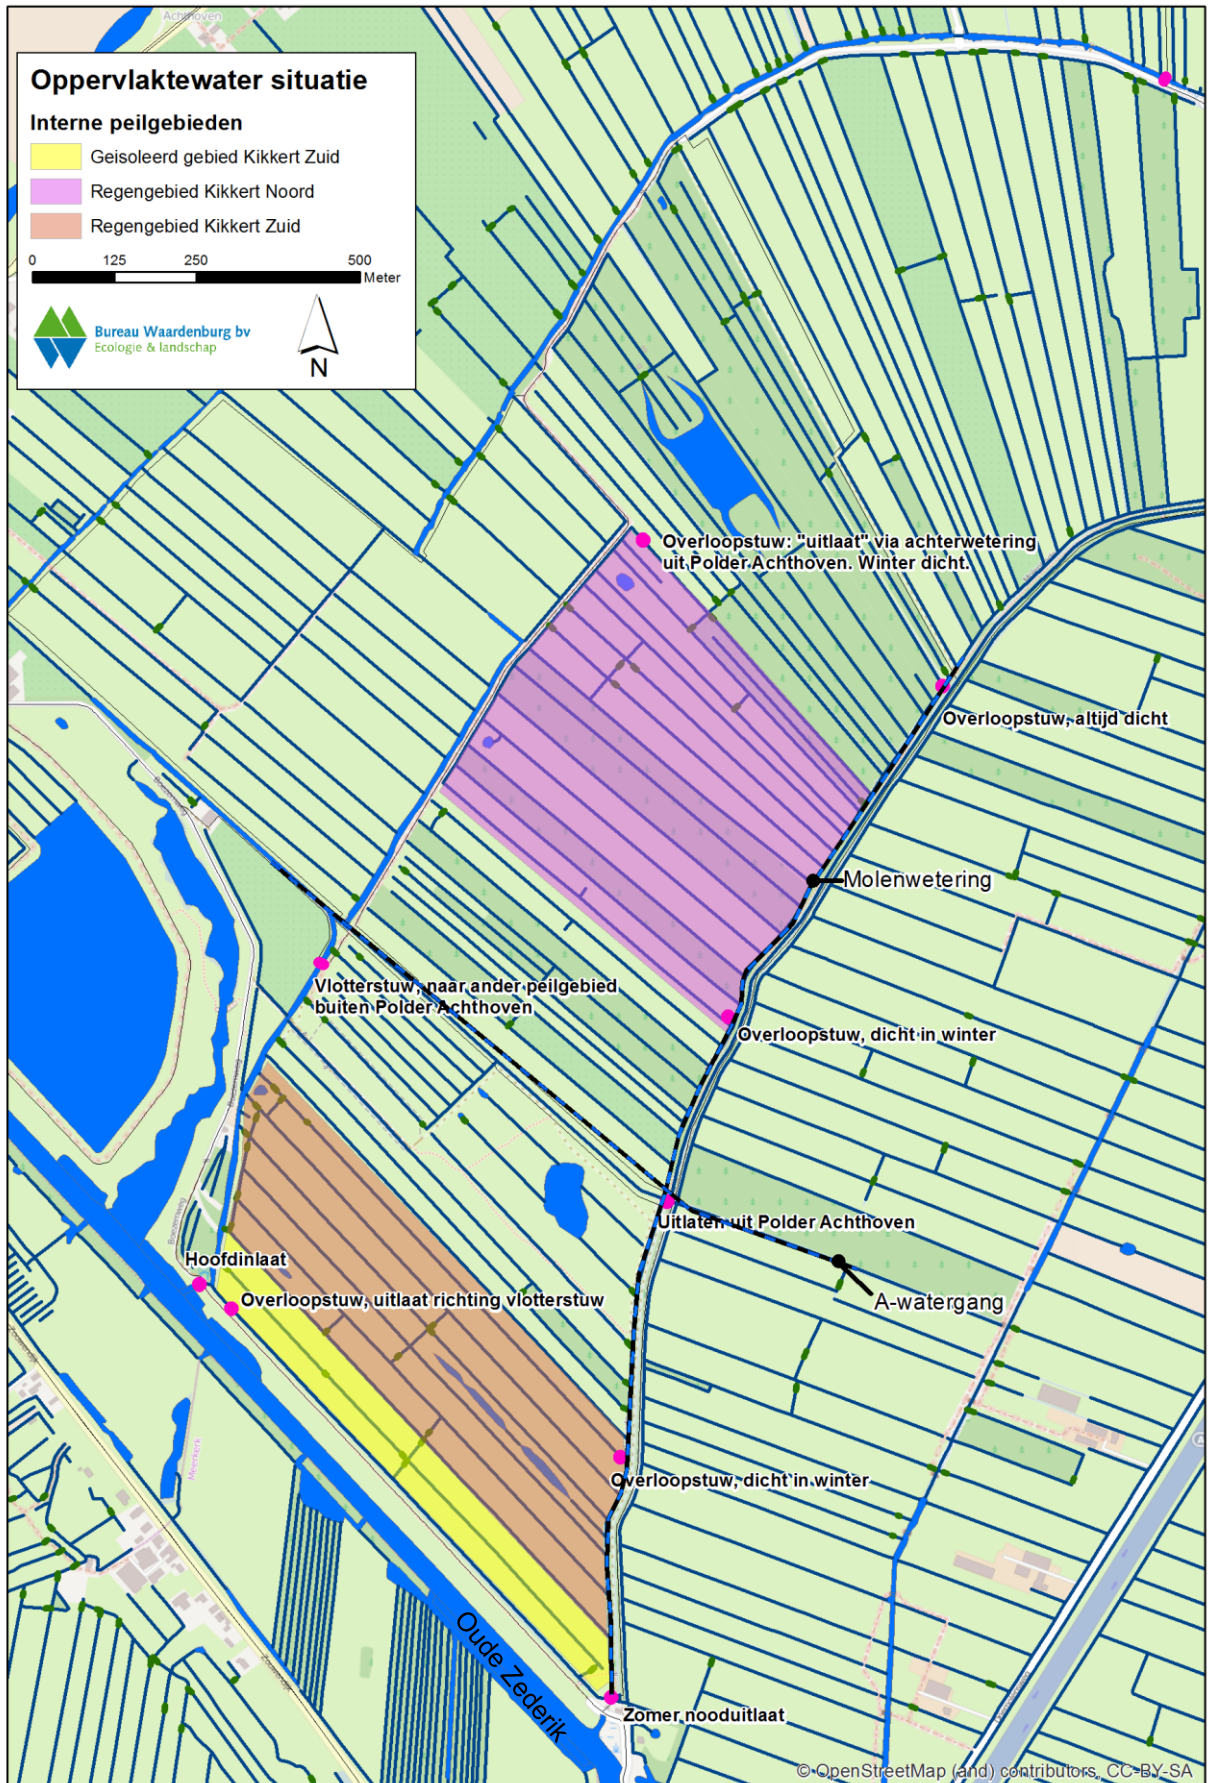 Achthoven
Oppervlaktewater situatie
Interne peilgebieden
Geisoleerd gebied Kikkert Zuid
Regengebied Kikkert Noord
Regengebied Kikkert Zuid
0 125 250 500
Meter
Bureau Waardenburg bv
Ecologie & landschap
N
Overloopstuw: "uitlaat" via achterwetering
uit Polder Achthoven. Winter dicht.
Overloopstuw, altijd dicht
Molenwetering
Vlotterstuw, naar ander peilgebied
buiten Polder Achthoven
Overloopstuw, dicht in winter
Uitlaten uit Polder Achthoven
Hoofdinlaat
Overloopstuw, uitlaat richting vlotterstuw
A-watergang
Boezemweg
Meerkerk
Overloopstuw, dicht in winter
Oude Zederik
Zouwendijk
Zomer nooduitlaat
© OpenStreetMap (and) contributors, CC-BY-SA